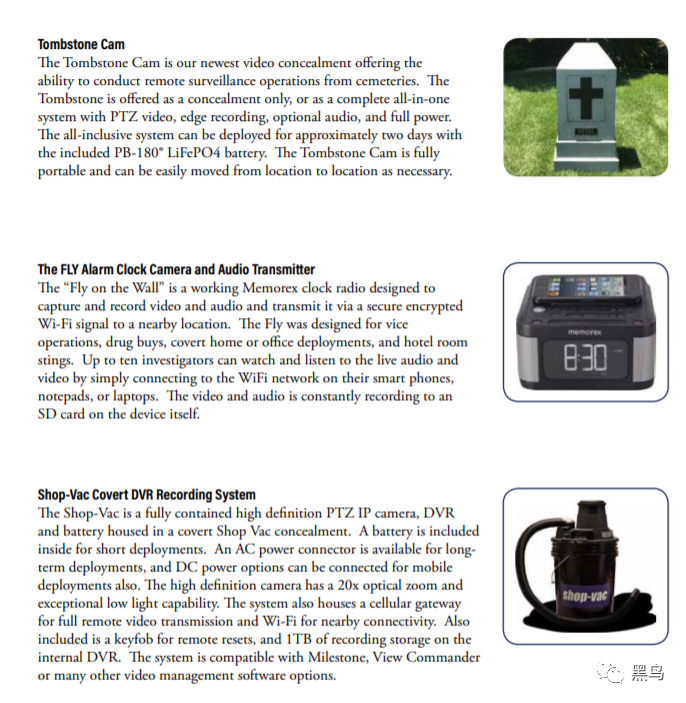 Tombstone Cam
The Tombstone Cam is our newest video concealment offering the
ability to conduct remote surveillance operations from cemeteries.  The
Tombstone is offered as a concealment only, or as a complete all-in-one
system with PTZ video, edge recording, optional audio, and full power.
The all-inclusive system can be deployed for approximately two days with
the included PB-180® LiFePO4 battery.  The Tombstone Cam is fully
portable and can be easily moved from location to location as necessary.
The FLY Alarm Clock Camera and Audio Transmitter
The “Fly on the Wall” is a working Memorex clock radio designed to
capture and record video and audio and transmit it via a secure encrypted
Wi-Fi signal to a nearby location.  The Fly was designed for vice
operations, drug buys, covert home or office deployments, and hotel room
stings.  Up to ten investigators can watch and listen to the live audio and
video by simply connecting to the WiFi network on their smart phones,
notepads, or laptops.  The video and audio is constantly recording to an
SD card on the device itself.
memorex
8:30
Shop-Vac Covert DVR Recording System
The Shop-Vac is a fully contained high definition PTZ IP camera, DVR
and battery housed in a covert Shop Vac concealment.  A battery is included
inside for short deployments.  An AC power connector is available for long-
term deployments, and DC power options can be connected for mobile
deployments also. The high definition camera has a 20x optical zoom and
exceptional low light capability. The system also houses a cellular gateway
for full remote video transmission and Wi-Fi for nearby connectivity.  Also
included is a keyfob for remote resets, and 1TB of recording storage on the
internal DVR.  The system is compatible with Milestone, View Commander
or many other video management software options.
shop-vac
黑鸟